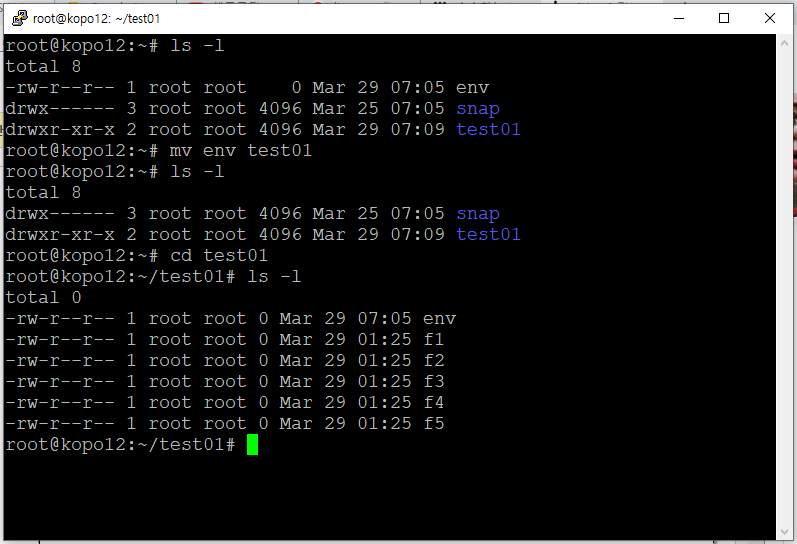 root@kopo12: ~/test01
root@kopo12:~# ls -l
total 8
-rw-r--r-- 1 root root    0 Mar 29 07:05 env
drwx------ 3 root root 4096 Mar 25 07:05 snap
drwxr-xr-x 2 root root 4096 Mar 29 07:09 test01
root@kopo12:~# mv env test01
root@kopo12:~# ls -l
total 8
drwx------ 3 root root 4096 Mar 25 07:05 snap
drwxr-xr-x 2 root root 4096 Mar 29 07:09 test01
root@kopo12:~# cd test01
root@kopo12:~/test01# ls -l
total 0
-rw-r--r-- 1 root root 0 Mar 29 07:05 env
-rw-r--r-- 1 root root 0 Mar 29 01:25 f1
-rw-r--r-- 1 root root 0 Mar 29 01:25 f2
-rw-r--r-- 1 root root 0 Mar 29 01:25 f3
-rw-r--r-- 1 root root 0 Mar 29 01:25 f4
-rw-r--r-- 1 root root 0 Mar 29 01:25 f5
root@kopo12:~/test01#